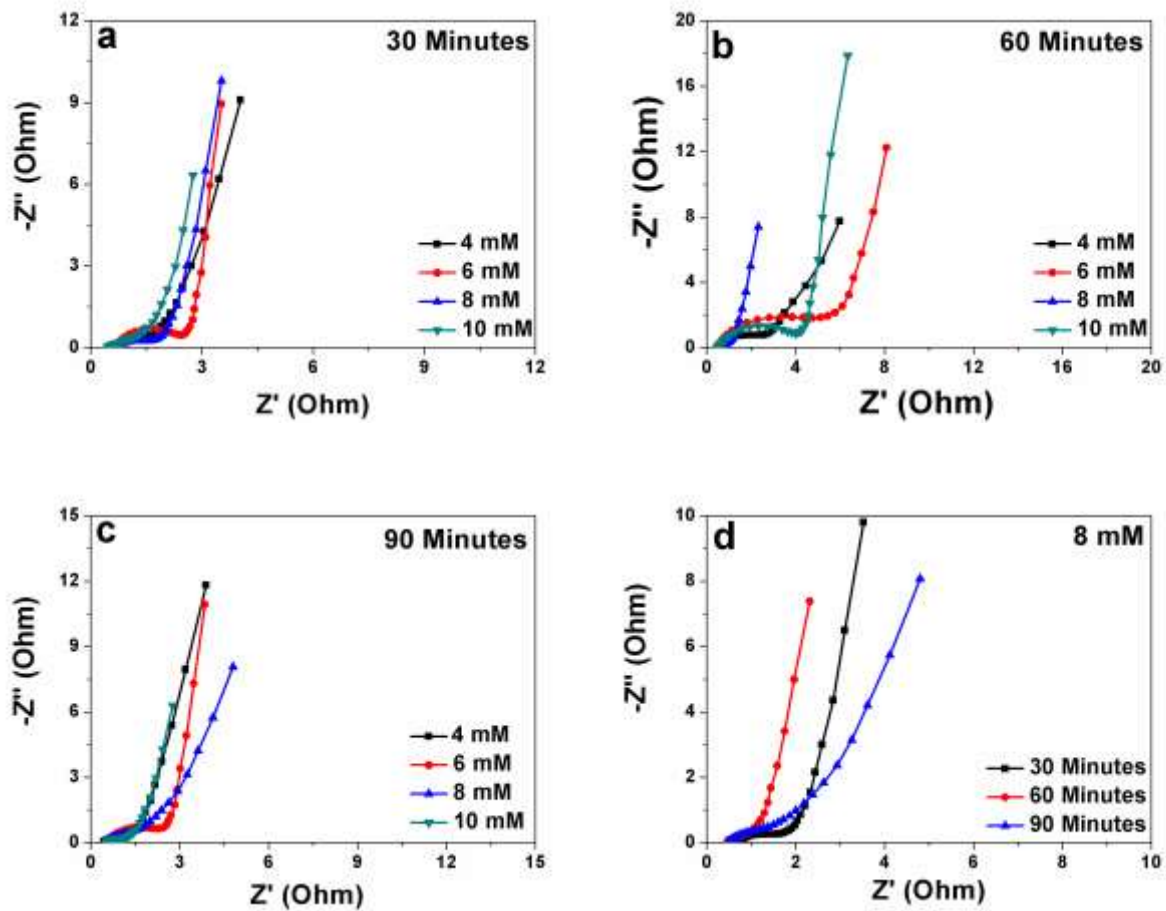 a
30 Minutes
12
9
6
3
0
-Z'' (Ohm)
4 mM
6 mM
8 mM
10 mM
0 3 6 9 12
Z' (Ohm)
b
60 Minutes
20
16
12
8
4
0
-Z'' (Ohm)
4 mM
6 mM
8 mM
10 mM
0 4 8 12 16 20
Z' (Ohm)
c
90 Minutes
15
12
9
6
3
0
-Z'' (Ohm)
4 mM
6 mM
8 mM
10 mM
0 3 6 9 12 15
Z' (Ohm)
d
8 mM
10
8
6
4
2
0
-Z'' (Ohm)
30 Minutes
60 Minutes
90 Minutes
0 2 4 6 8 10
Z' (Ohm)